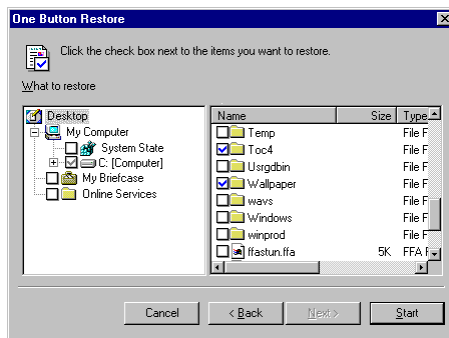 One Button Restore
Click the check box next to the items you want to restore.
What to restore
Desktop
My Computer
System State
C: [Computer]
My Briefcase
Online Services
Name Size Type
Temp File F
Toc4 File F
Usrgdbin File F
Wallpaper File F
wavs File F
Windows File F
winprod File F
ffastun.ffa 5K FFA F
Cancel < Back Next > Start